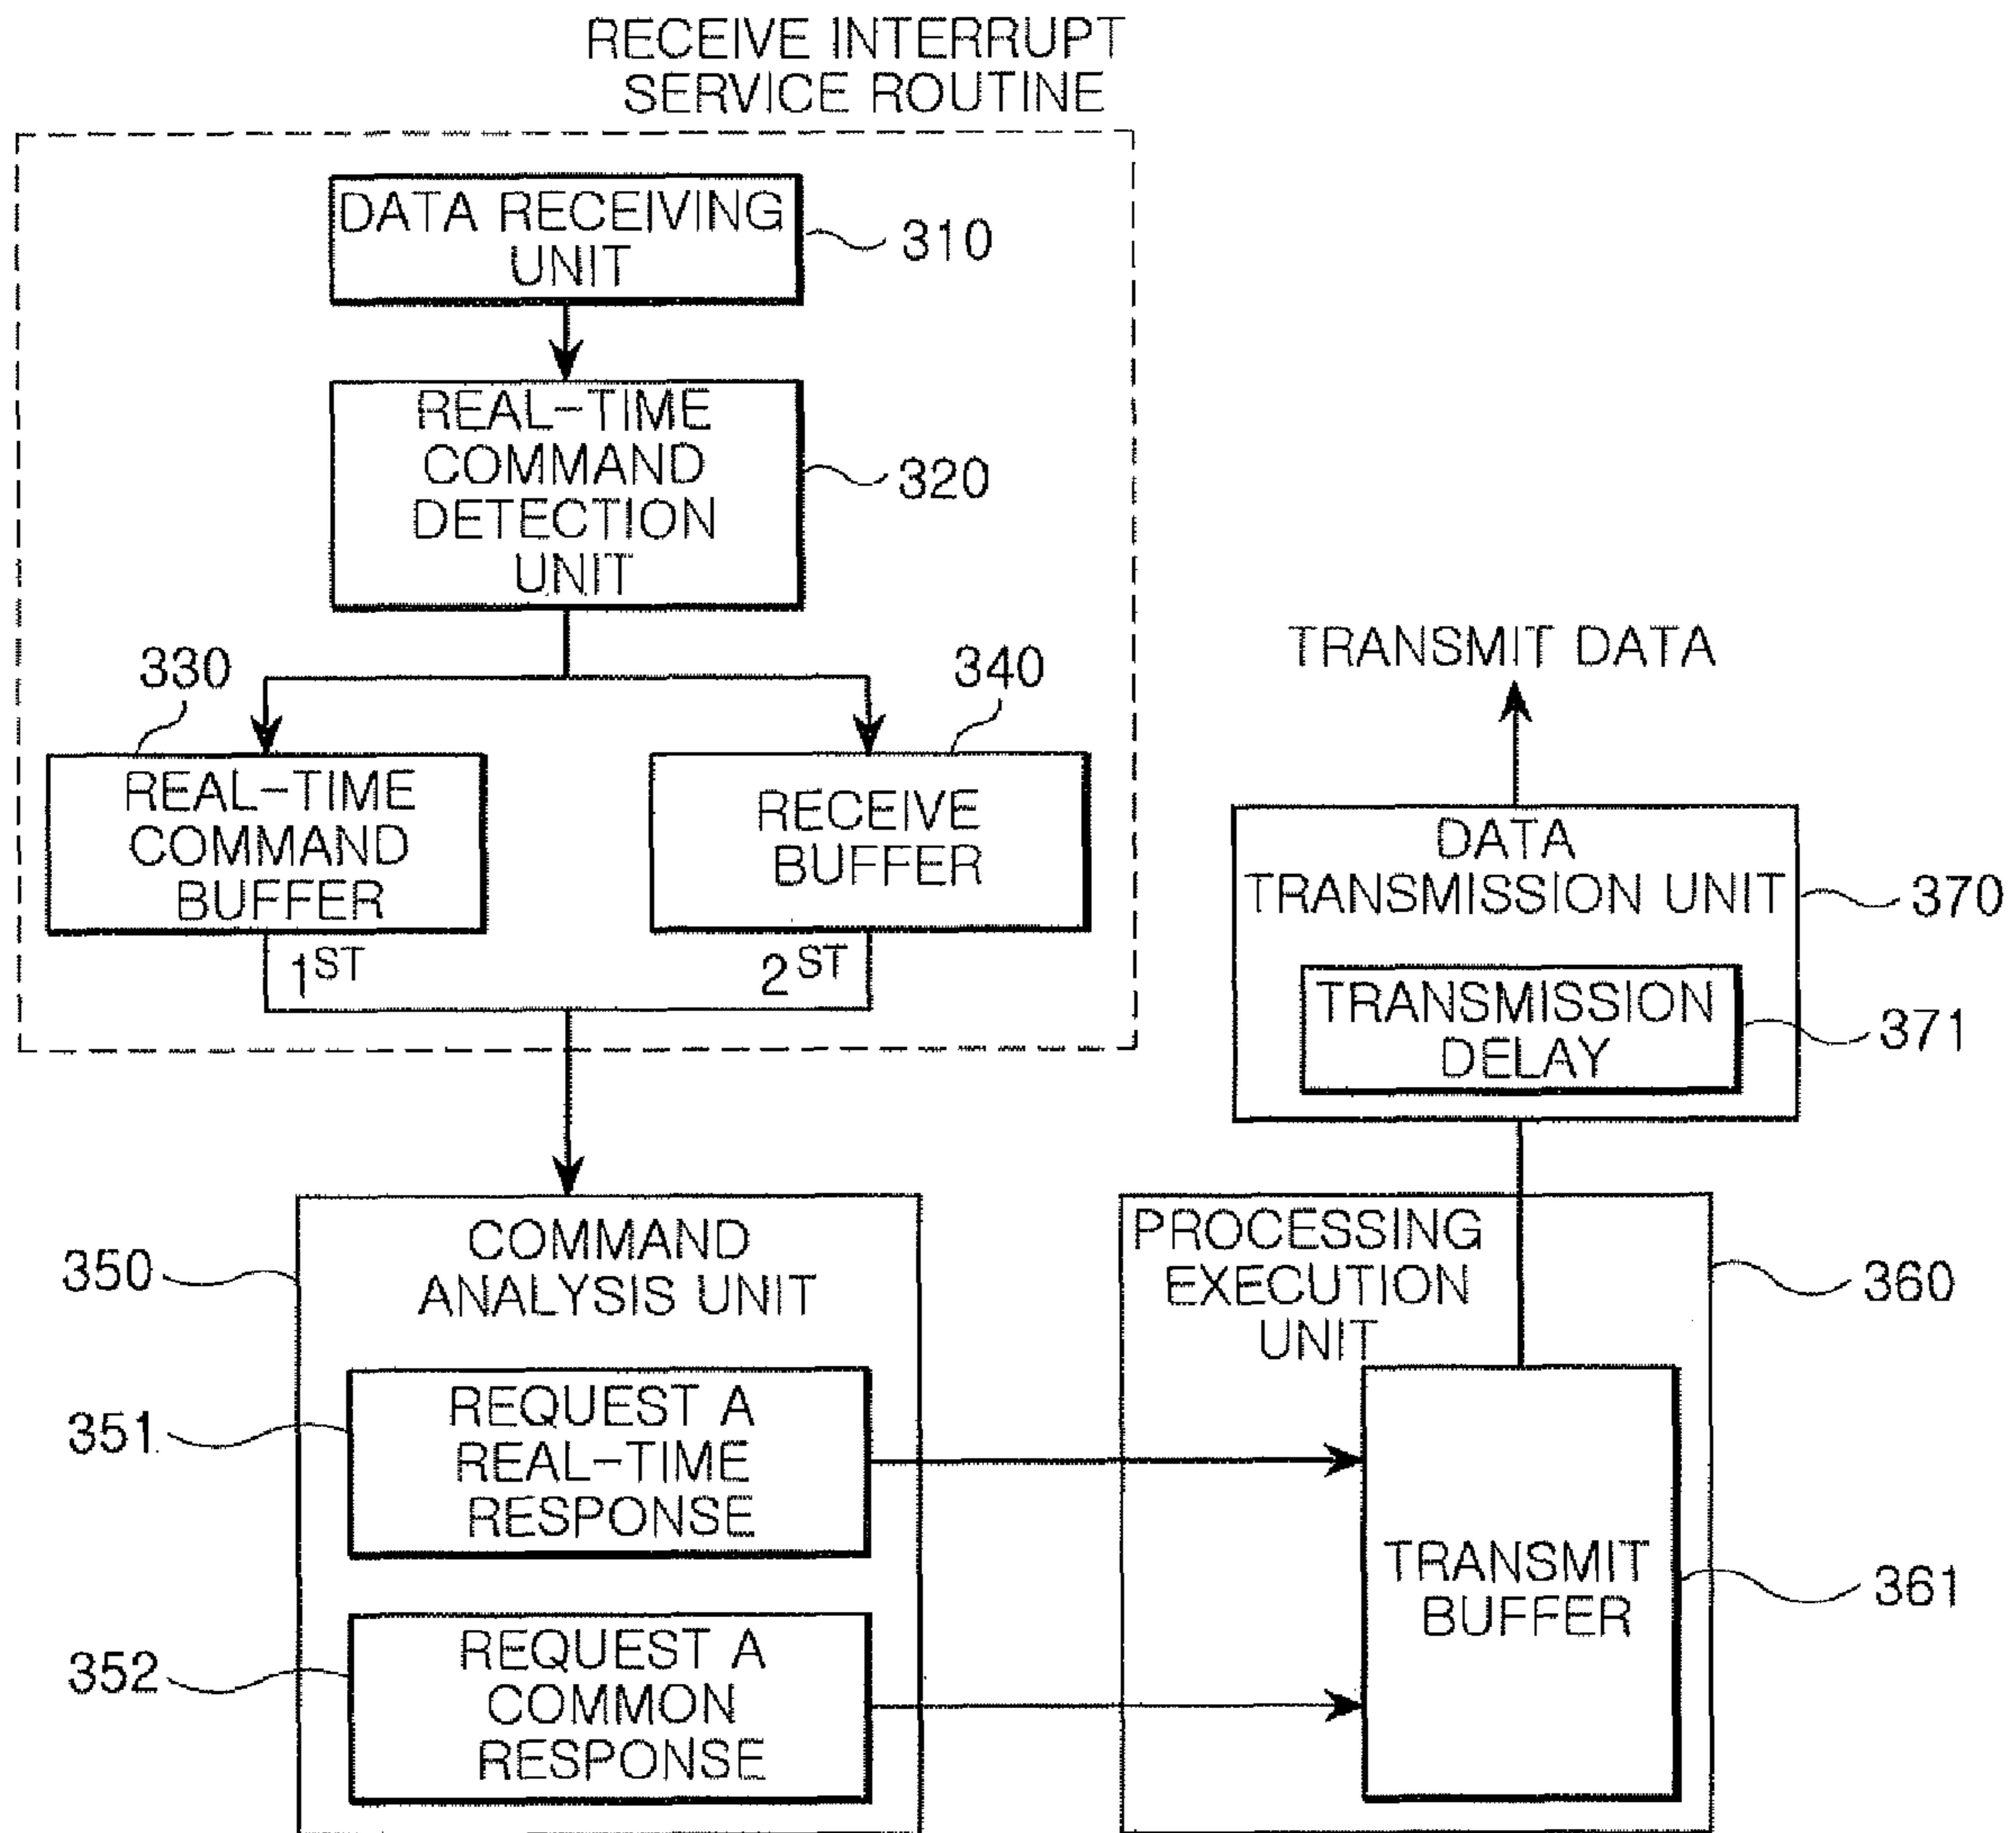 RECEIVE INTERRUPT
SERVICE ROUTINE
DATA RECEIVING
UNIT
310
REAL-TIME
COMMAND
DETECTION
UNIT
320
330
340
REAL-TIME
COMMAND
BUFFER
RECEIVE
BUFFER
1ST
2ST
TRANSMIT DATA
DATA
TRANSMISSION UNIT
370
TRANSMISSION
DELAY
371
COMMAND
ANALYSIS UNIT
350
REQUEST A
REAL-TIME
RESPONSE
351
REQUEST A
COMMON
RESPONSE
352
PROCESSING
EXECUTION
UNIT
360
TRANSMIT
BUFFER
361